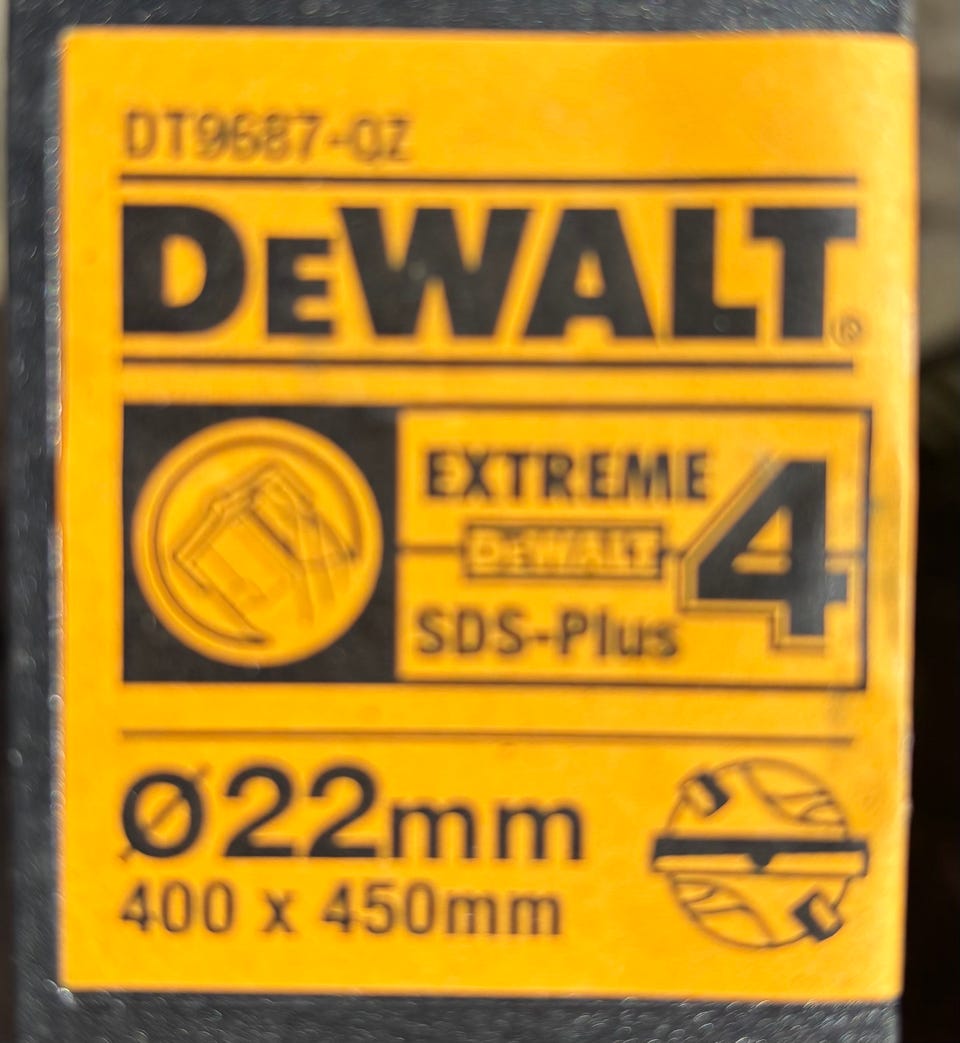 DT9687-QZ
DEWALT®
EXTREME 4
DEWALT
SDS-Plus
Ø22mm
400 x 450mm